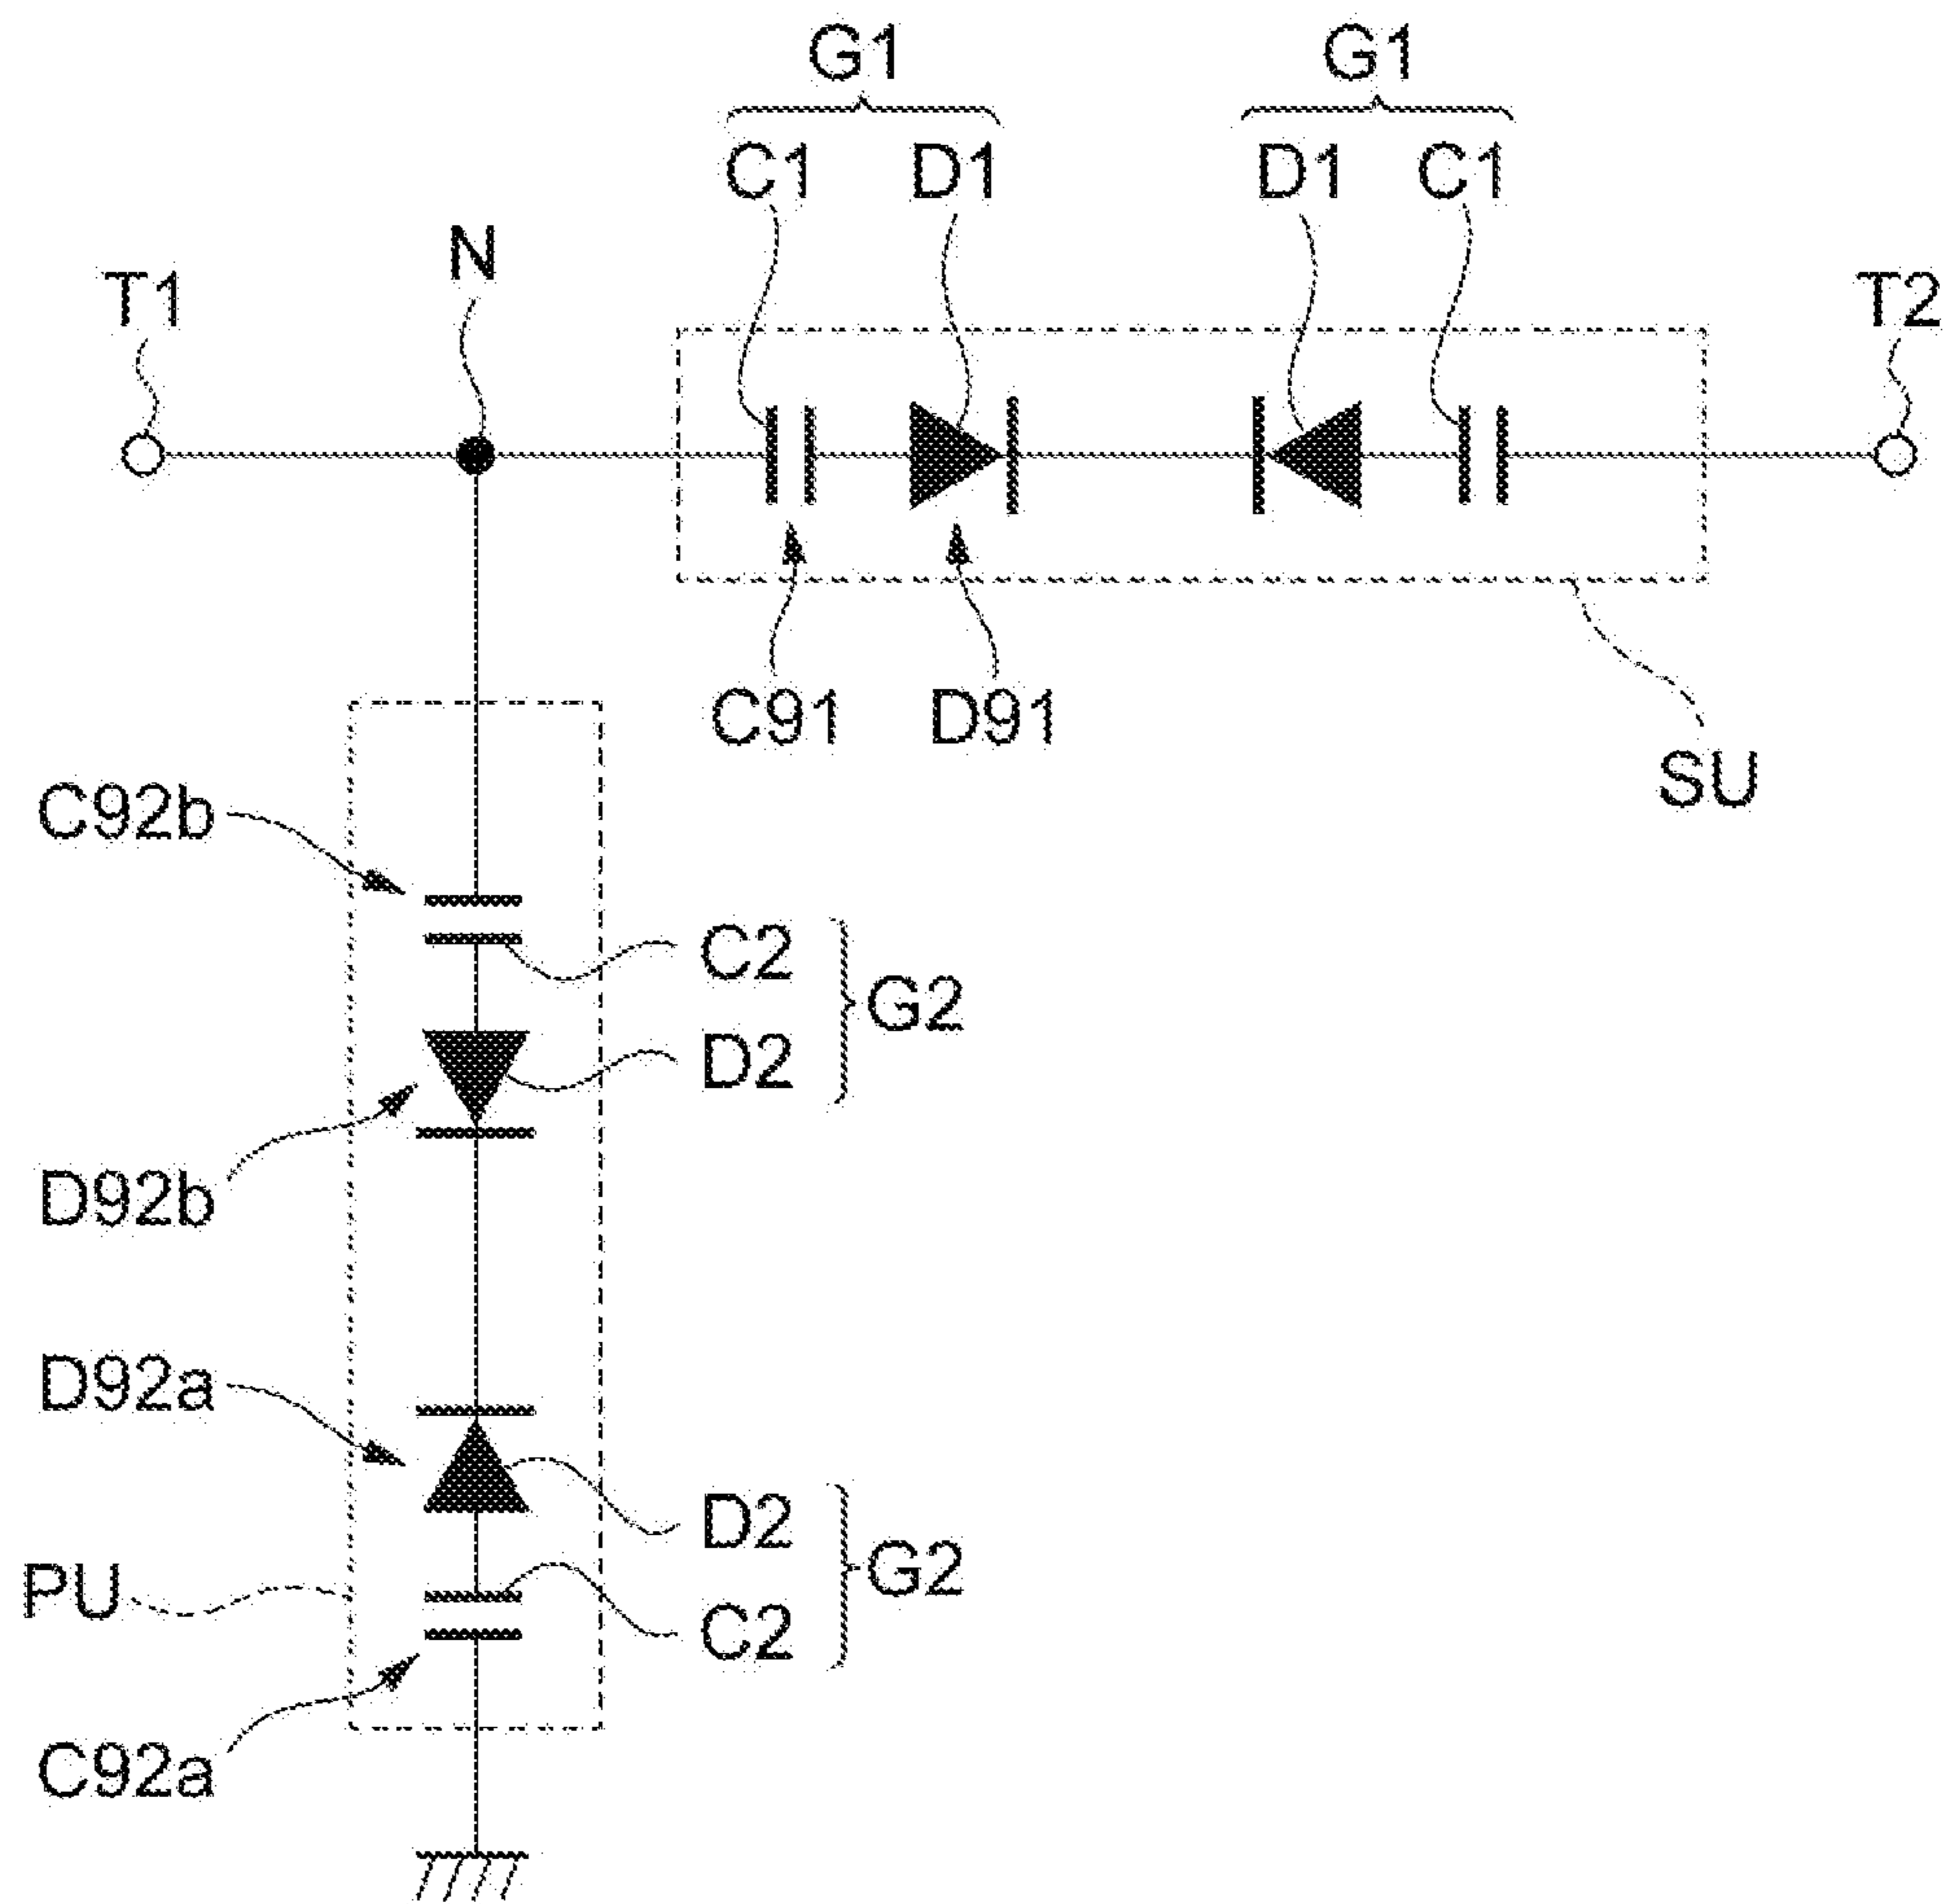 G1 G1
C1 D1 D1 C1
N
T1 T2
C91 D91
SU
C92b
C2
G2
D2
D92b
D92a
D2
G2
PU
C2
C92a